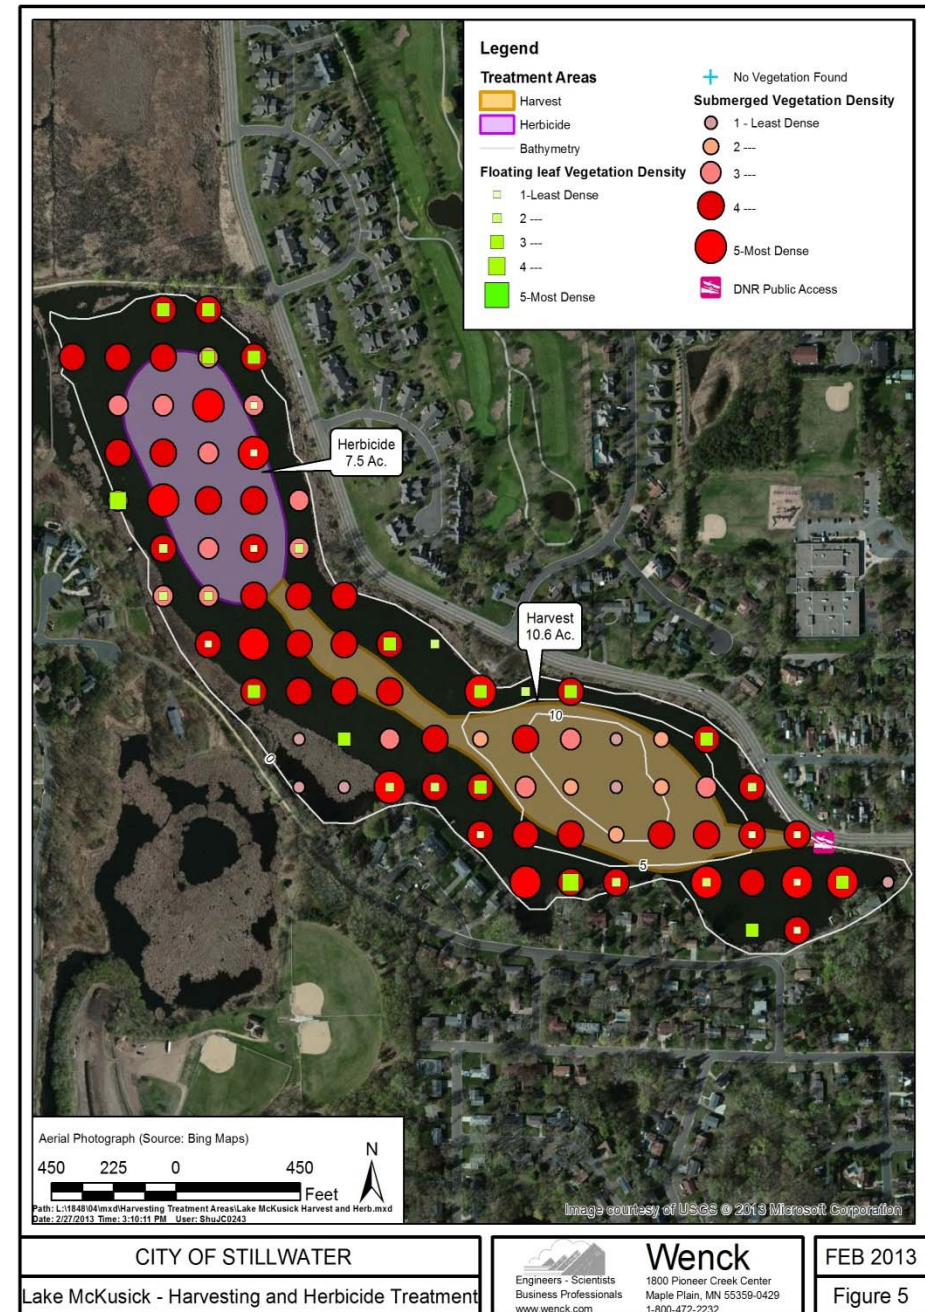 Legend
Treatment Areas
Harvest
Herbicide
Bathymetry
Floating leaf Vegetation Density
1-Least Dense
2 ---
3 ---
4 ---
5-Most Dense
No Vegetation Found
Submerged Vegetation Density
1 - Least Dense
2 ---
3 ---
4 ---
5-Most Dense
DNR Public Access
Herbicide
7.5 Ac.
Harvest
10.6 Ac.
10
0
5
Aerial Photograph (Source: Bing Maps)
N
450 225 0 450
Feet
Path: L:\1848\04\mxd\Harvesting Treatment Areas\Lake McKusick Harvest and Herb.mxd
Date: 2/27/2013 Time: 3:10:11 PM User: ShuJC0243
Image courtesy of USGS © 2013 Microsoft Corporation
CITY OF STILLWATER
Lake McKusick - Harvesting and Herbicide Treatment
Engineers - Scientists
Business Professionals
www.wenck.com
Wenck
1800 Pioneer Creek Center
Maple Plain, MN 55359-0429
1-800-472-2232
FEB 2013
Figure 5